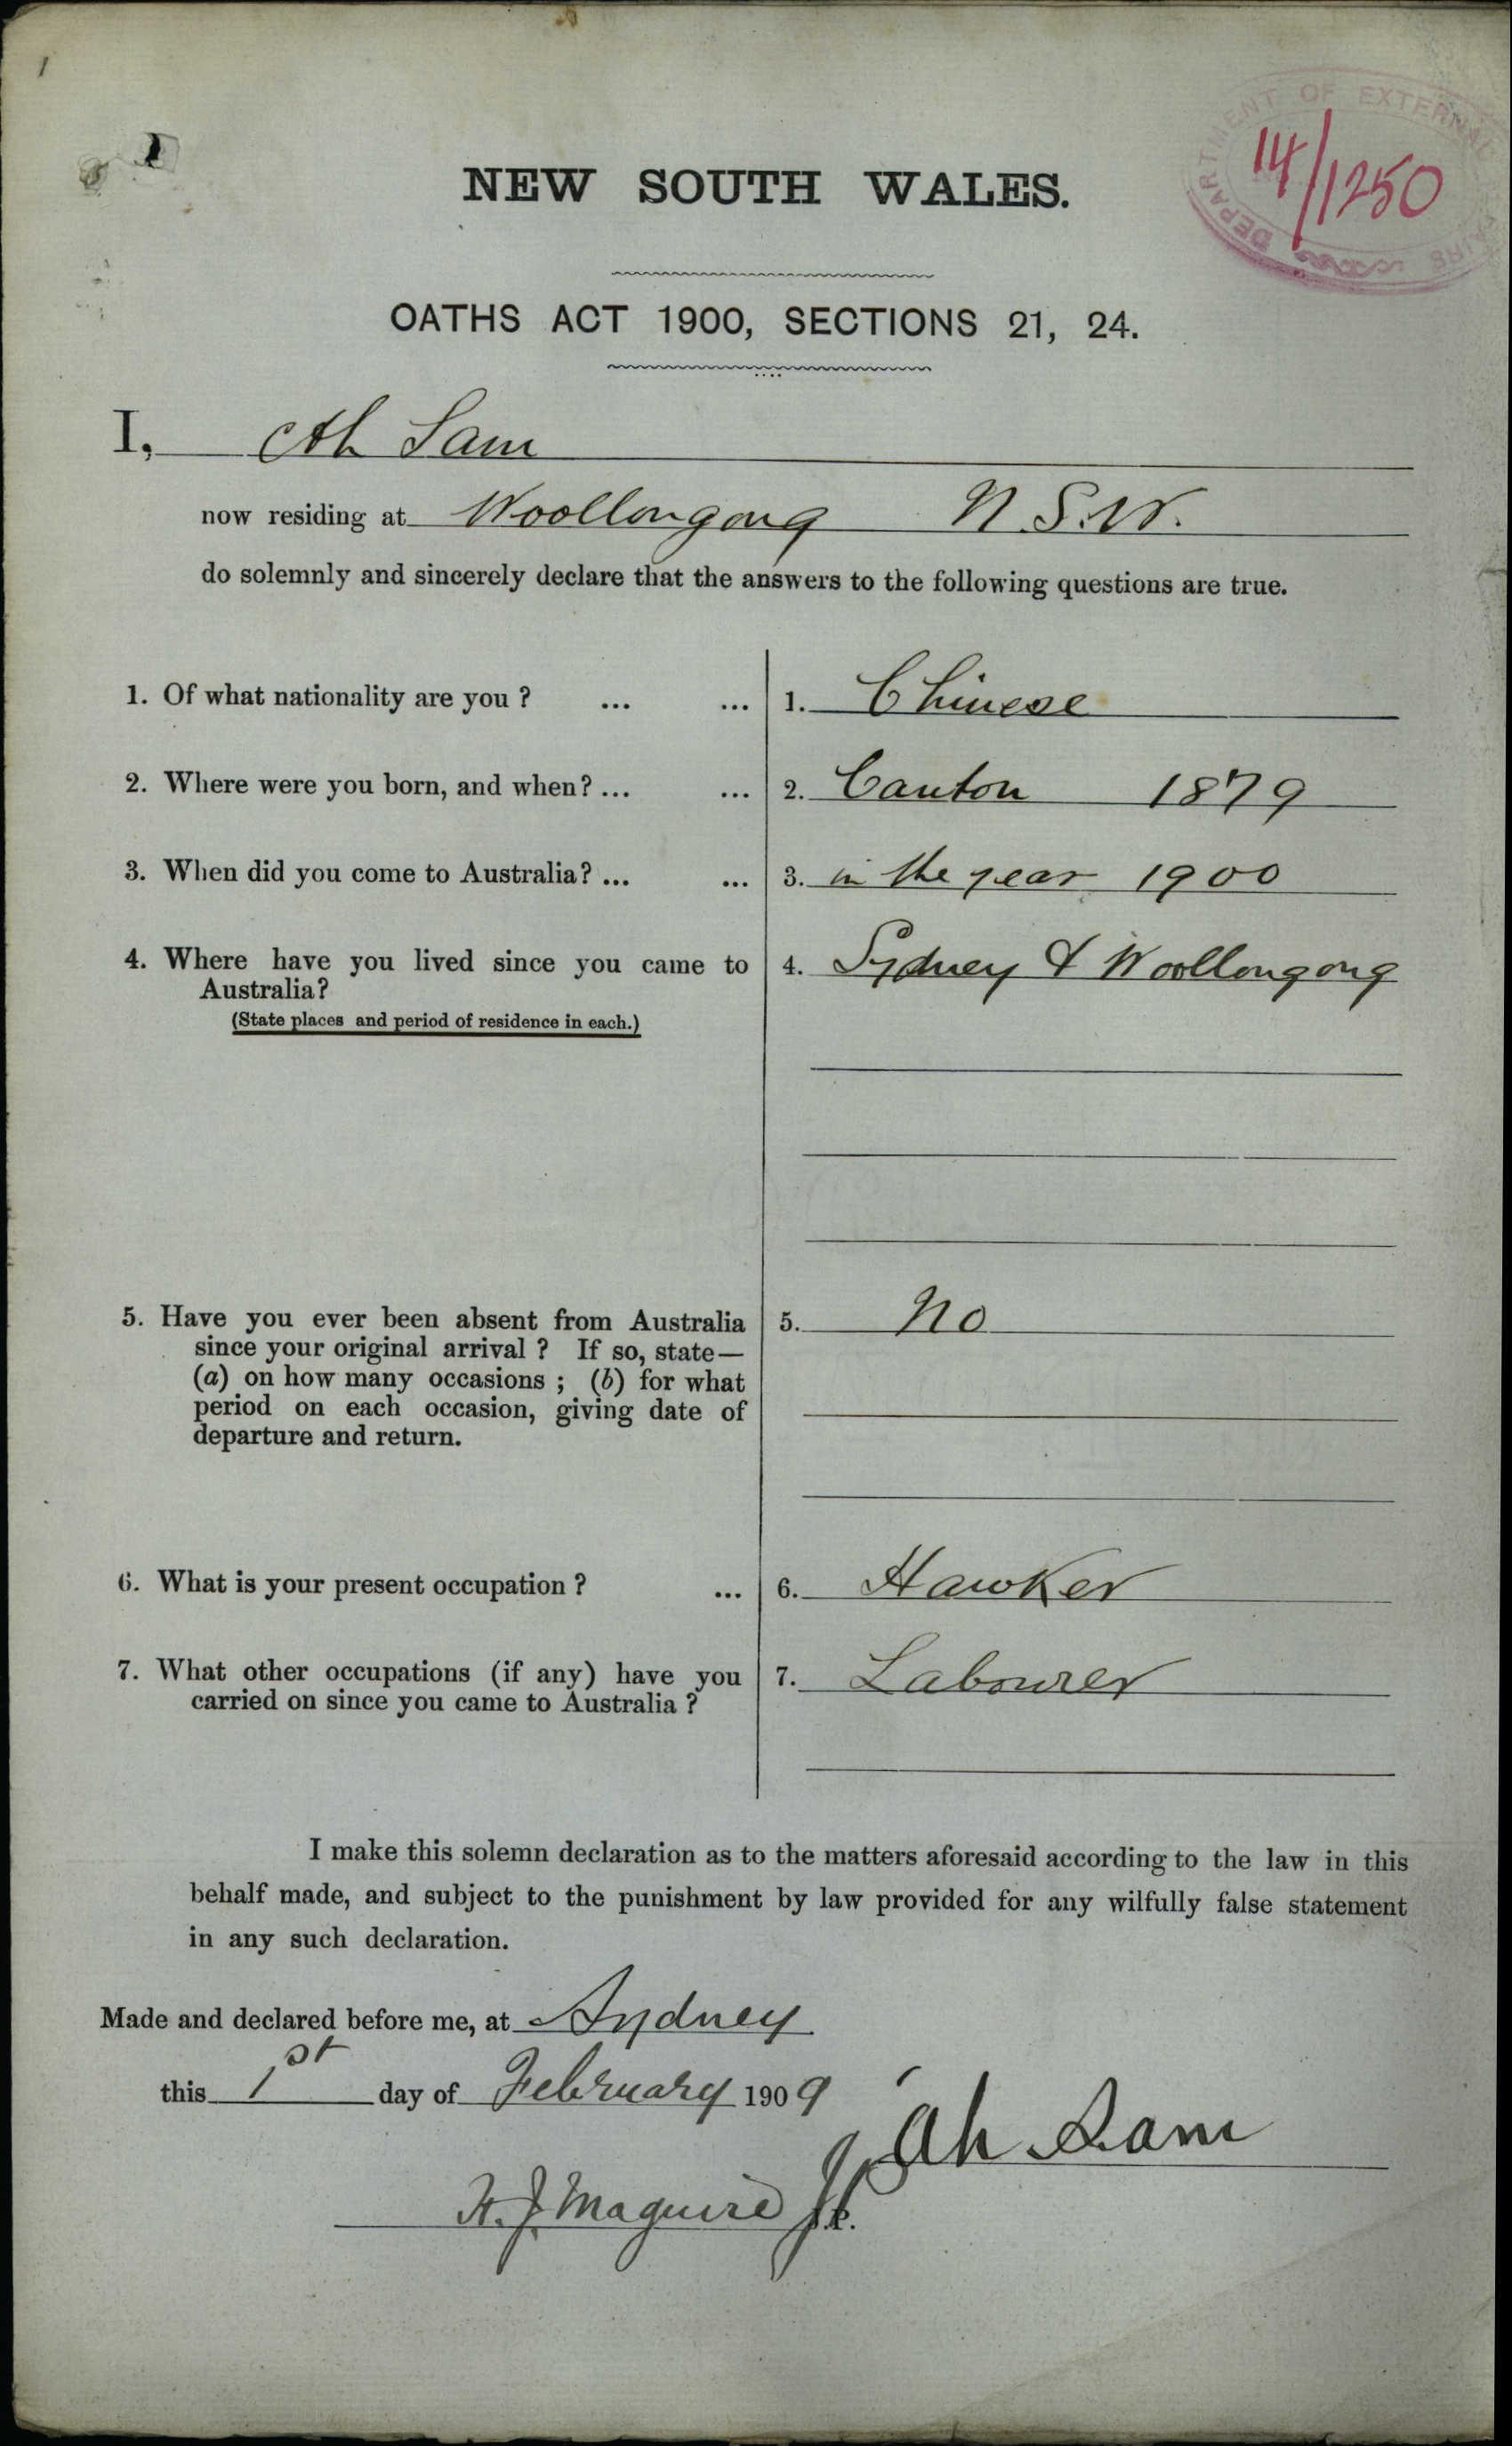 1
DEPARTMENT OF EXTERNAL AFFAIRS
14/1250
NEW SOUTH WALES.
OATHS ACT 1900, SECTIONS 21, 24.
I, Ah Sam
now residing at Woollongong N.S.W.
do solemnly and sincerely declare that the answers to the following questions are true.
1. Of what nationality are you ? ... ... 1. Chinese
2. Where were you born, and when? ... ... 2. Canton 1879
3. When did you come to Australia? ... ... 3. in the year 1900
4. Where have you lived since you came to 4. Sydney & Woollongong
Australia?
(State places and period of residence in each.)
5. Have you ever been absent from Australia 5. No
since your original arrival ? If so, state—
(a) on how many occasions ; (b) for what
period on each occasion, giving date of
departure and return.
6. What is your present occupation ? ... 6. Hawker
7. What other occupations (if any) have you 7. Labourer
carried on since you came to Australia ?
I make this solemn declaration as to the matters aforesaid according to the law in this
behalf made, and subject to the punishment by law provided for any wilfully false statement
in any such declaration.
Made and declared before me, at Sydney
this 1st day of February 1909
Ah Sam
H. J. Maguire J.P.